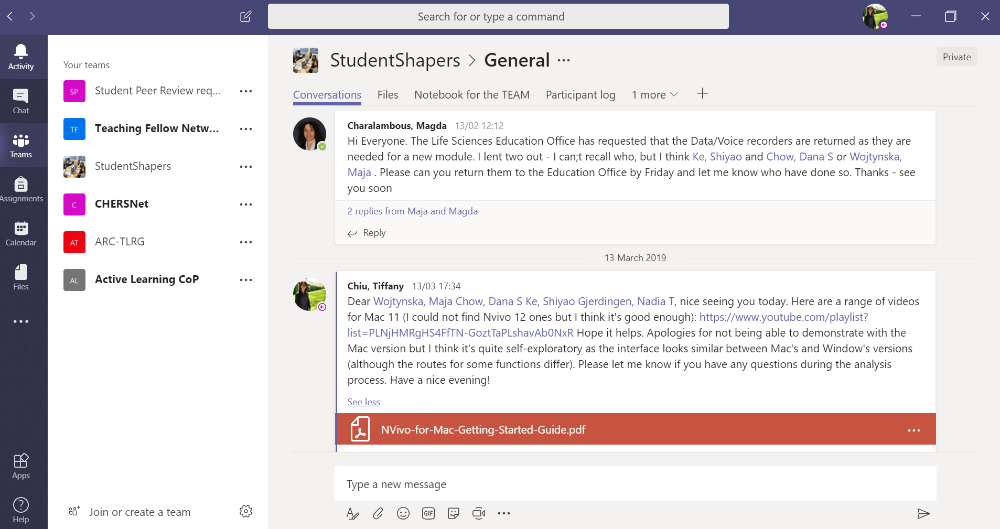 Search for or type a command
Activity
Chat
Teams
Assignments
Calendar
Files
Apps
Help
Your teams
SP Student Peer Review req...
TF Teaching Fellow Netw...
StudentShapers
C CHERSNet
AT ARC-TLRG
AL Active Learning CoP
Join or create a team
StudentShapers > General ...
Private
Conversations Files Notebook for the TEAM Participant log 1 more
Charalambous, Magda 13/02 12:12
Hi Everyone. The Life Sciences Education Office has requested that the Data/Voice recorders are returned as they are
needed for a new module. I lent two out - I can;t recall who, but I think Ke, Shiyao and Chow, Dana S or Wojtynska,
Maja . Please can you return them to the Education Office by Friday and let me know who have done so. Thanks - see
you soon
2 replies from Maja and Magda
Reply
13 March 2019
Chiu, Tiffany 13/03 17:34
Dear Wojtynska, Maja Chow, Dana S Ke, Shiyao Gjerdingen, Nadia T, nice seeing you today. Here are a range of videos
for Mac 11 (I could not find Nvivo 12 ones but I think it's good enough): https://www.youtube.com/playlist?
list=PLNjHMRgHS4FfTN-GoztTaPLshavAb0NxR Hope it helps. Apologies for not being able to demonstrate with the
Mac version but I think it's quite self-exploratory as the interface looks similar between Mac's and Window's versions
(although the routes for some functions differ). Please let me know if you have any questions during the analysis
process. Have a nice evening!
See less
NVivo-for-Mac-Getting-Started-Guide.pdf
Type a new message
GIF